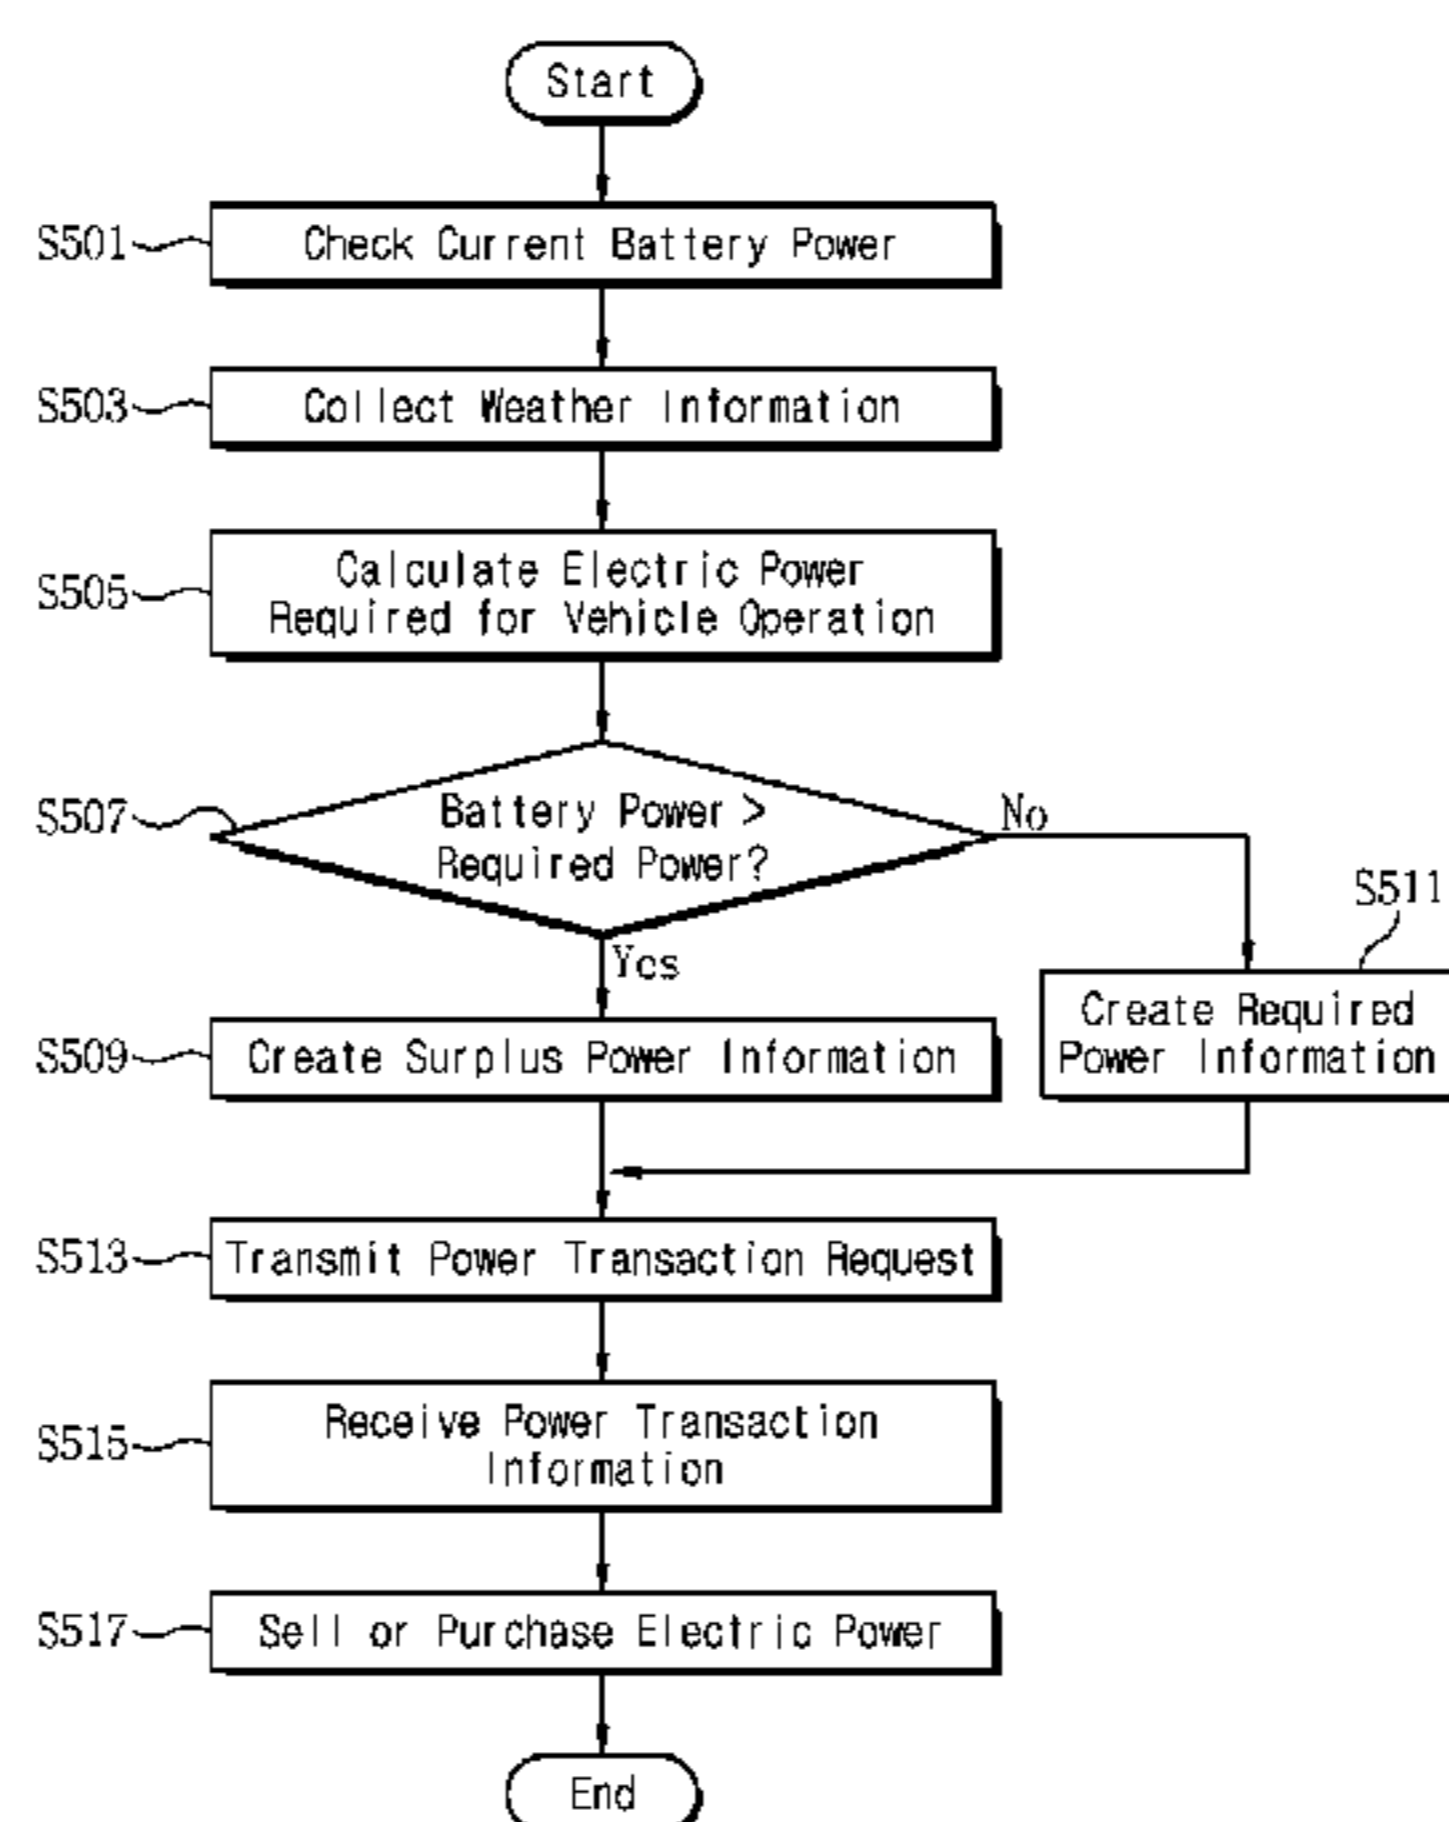 Start
S501
Check Current Battery Power
S503
Collect Weather Information
S505
Calculate Electric Power
Required for Vehicle Operation
S507
Battery Power >
Required Power?
No
Yes
S511
Create Required
Power Information
S509
Create Surplus Power Information
S513
Transmit Power Transaction Request
S515
Receive Power Transaction
Information
S517
Sell or Purchase Electric Power
End